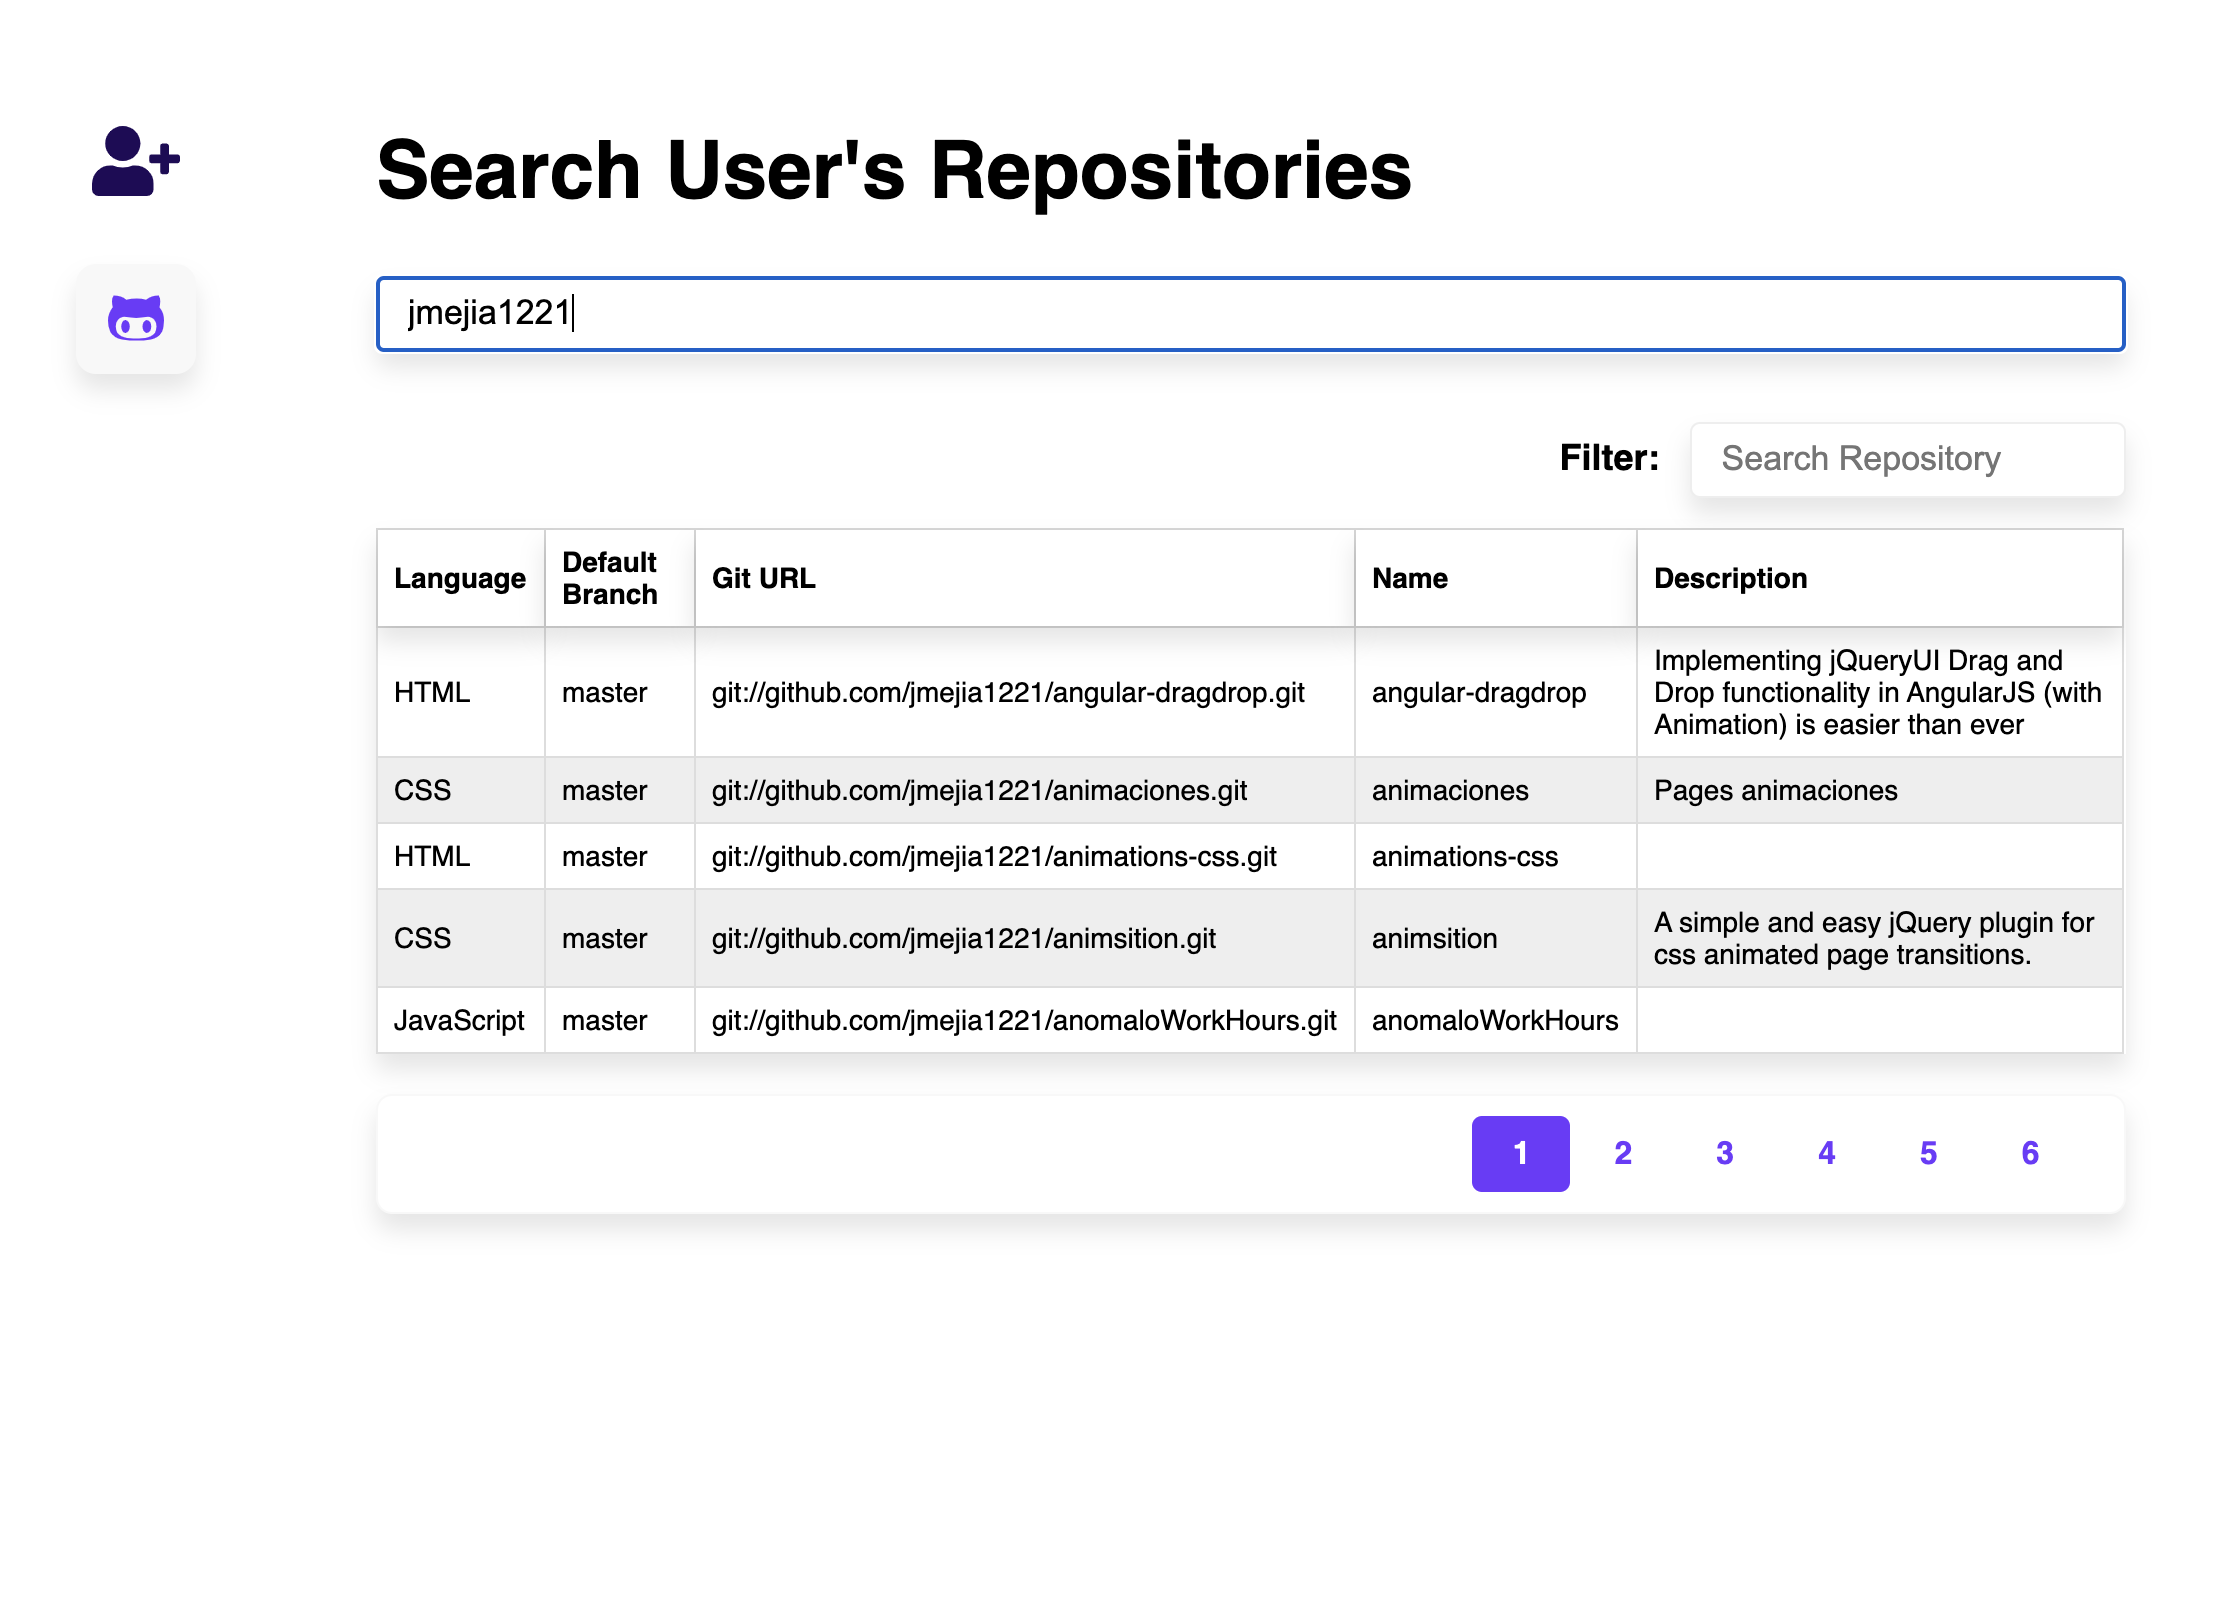 Search User's Repositories
jmejia1221
Filter: Search Repository
Language Default Branch Git URL Name Description
HTML master git://github.com/jmejia1221/angular-dragdrop.git angular-dragdrop Implementing jQueryUI Drag and
Drop functionality in AngularJS (with
Animation) is easier than ever
CSS master git://github.com/jmejia1221/animaciones.git animaciones Pages animaciones
HTML master git://github.com/jmejia1221/animations-css.git animations-css
CSS master git://github.com/jmejia1221/animsition.git animsition A simple and easy jQuery plugin for
css animated page transitions.
JavaScript master git://github.com/jmejia1221/anomaloWorkHours.git anomaloWorkHours
1 2 3 4 5 6